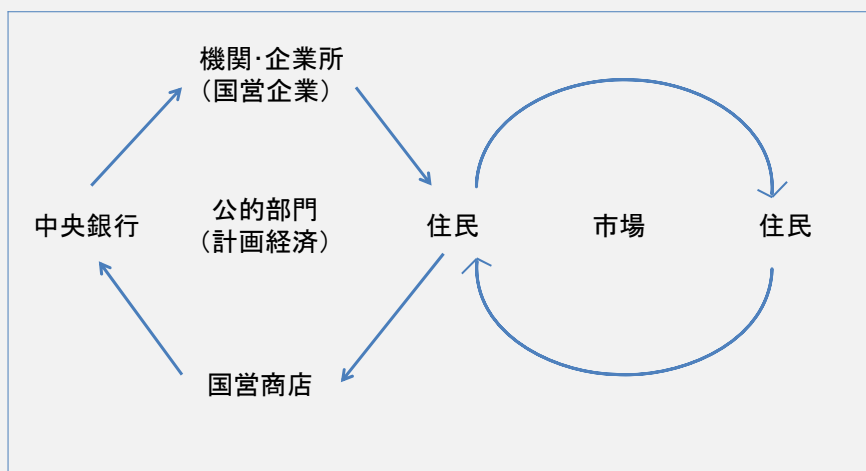 機関･企業所
（国営企業）
中央銀行
公的部門
（計画経済）
住民
市場
住民
国営商店